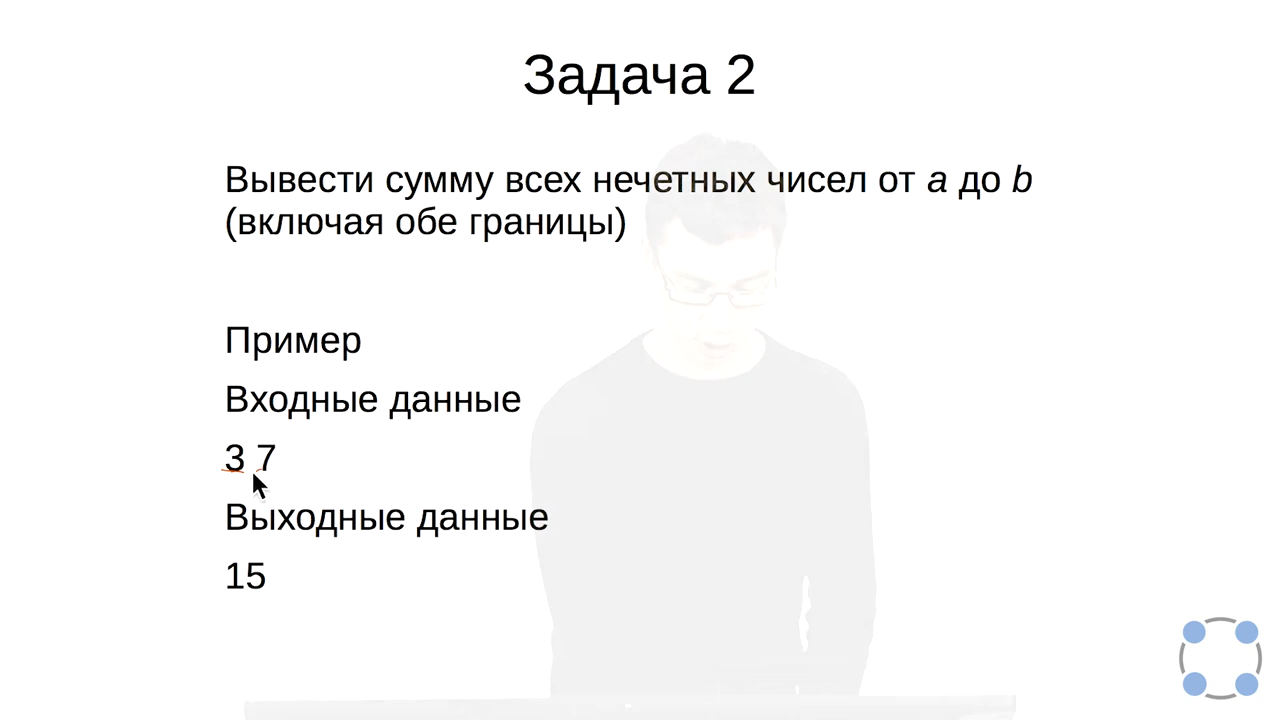 Задача 2
Вывести сумму всех нечетных чисел от a до b
(включая обе границы)
Пример
Входные данные
3 7
Выходные данные
15